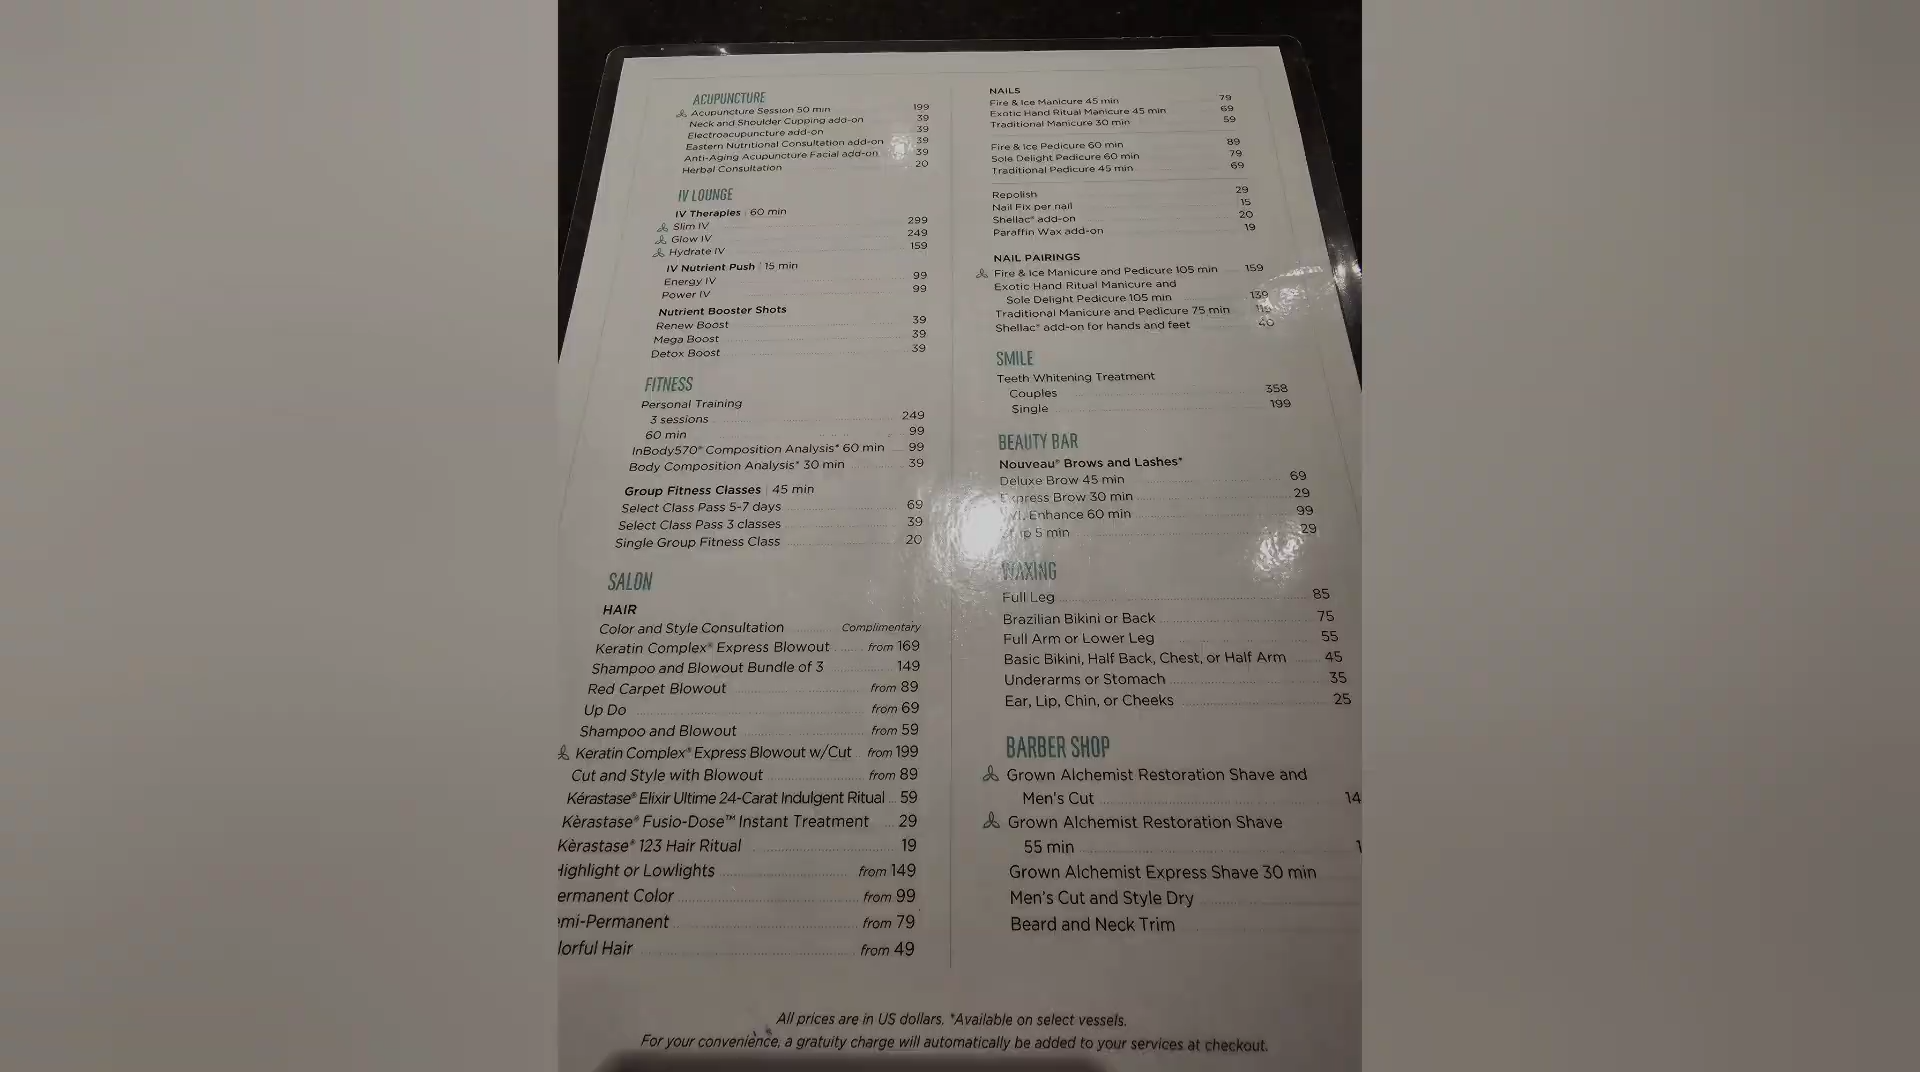 ACUPUNCTURE
Acupuncture Session 50 min 199
Neck and Shoulder Cupping add-on 39
Electroacupuncture add-on 39
Eastern Nutritional Consultation add-on 39
Anti-Aging Acupuncture Facial add-on 39
Herbal Consultation 20
IV LOUNGE
IV Therapies | 60 min
Slim IV 299
Glow IV 249
Hydrate IV 159
IV Nutrient Push | 15 min
Energy IV 99
Power IV 99
Nutrient Booster Shots
Renew Boost 39
Mega Boost 39
Detox Boost 39
FITNESS
Personal Training
3 sessions 249
60 min 99
InBody570® Composition Analysis* 60 min 99
Body Composition Analysis* 30 min 39
Group Fitness Classes | 45 min
Select Class Pass 5-7 days 69
Select Class Pass 3 classes 39
Single Group Fitness Class 20
SALON
HAIR
Color and Style Consultation Complimentary
Keratin Complex® Express Blowout from 169
Shampoo and Blowout Bundle of 3 149
Red Carpet Blowout from 89
Up Do from 69
Shampoo and Blowout from 59
Keratin Complex® Express Blowout w/Cut from 199
Cut and Style with Blowout from 89
Kérastase® Elixir Ultime 24-Carat Indulgent Ritual 59
Kèrastase® Fusio-Dose™ Instant Treatment 29
Kèrastase® 123 Hair Ritual 19
Highlight or Lowlights from 149
ermanent Color from 99
mi-Permanent from 79
lorful Hair from 49
NAILS
Fire & Ice Manicure 45 min 79
Exotic Hand Ritual Manicure 45 min 69
Traditional Manicure 30 min 59
Fire & Ice Pedicure 60 min 89
Sole Delight Pedicure 60 min 79
Traditional Pedicure 45 min 69
Repolish 29
Nail Fix per nail 15
Shellac® add-on 20
Paraffin Wax add-on 19
NAIL PAIRINGS
Fire & Ice Manicure and Pedicure 105 min 159
Exotic Hand Ritual Manicure and
Sole Delight Pedicure 105 min 139
Traditional Manicure and Pedicure 75 min
Shellac® add-on for hands and feet 40
SMILE
Teeth Whitening Treatment
Couples 358
Single 199
BEAUTY BAR
Nouveau® Brows and Lashes*
Deluxe Brow 45 min 69
Express Brow 30 min 29
Enhance 60 min 99
5 min 29
WAXING
Full Leg 85
Brazilian Bikini or Back 75
Full Arm or Lower Leg 55
Basic Bikini, Half Back, Chest, or Half Arm 45
Underarms or Stomach 35
Ear, Lip, Chin, or Cheeks 25
BARBER SHOP
Grown Alchemist Restoration Shave and
Men's Cut 14
Grown Alchemist Restoration Shave
55 min 1
Grown Alchemist Express Shave 30 min
Men's Cut and Style Dry
Beard and Neck Trim
All prices are in US dollars. *Available on select vessels.
For your convenience, a gratuity charge will automatically be added to your services at checkout.